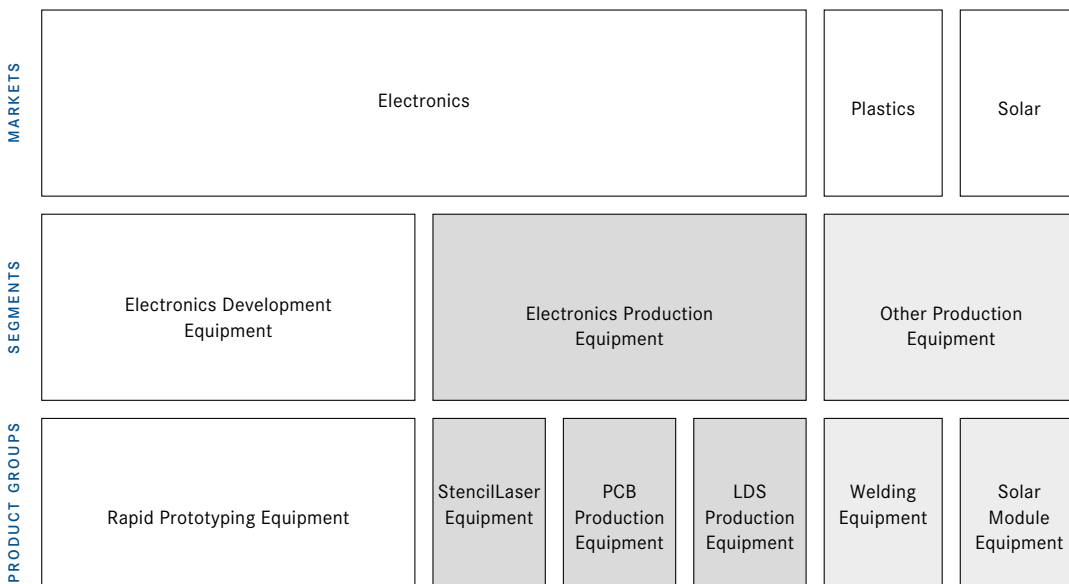 MARKETS
Electronics
Plastics
Solar
SEGMENTS
Electronics Development
Equipment
Electronics Production
Equipment
Other Production
Equipment
PRODUCT GROUPS
Rapid Prototyping Equipment
StencilLaser
Equipment
PCB
Production
Equipment
LDS
Production
Equipment
Welding
Equipment
Solar
Module
Equipment